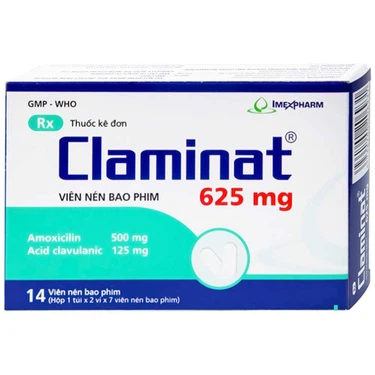 IMEXPHARM
GMP - WHO
Rx Thuốc kê đơn
Claminat®
VIÊN NÉN BAO PHIM 625 mg
Amoxicilin 500 mg
Acid clavulanic 125 mg
14 Viên nén bao phim
(Hộp 1 túi x 2 vỉ x 7 viên nén bao phim)